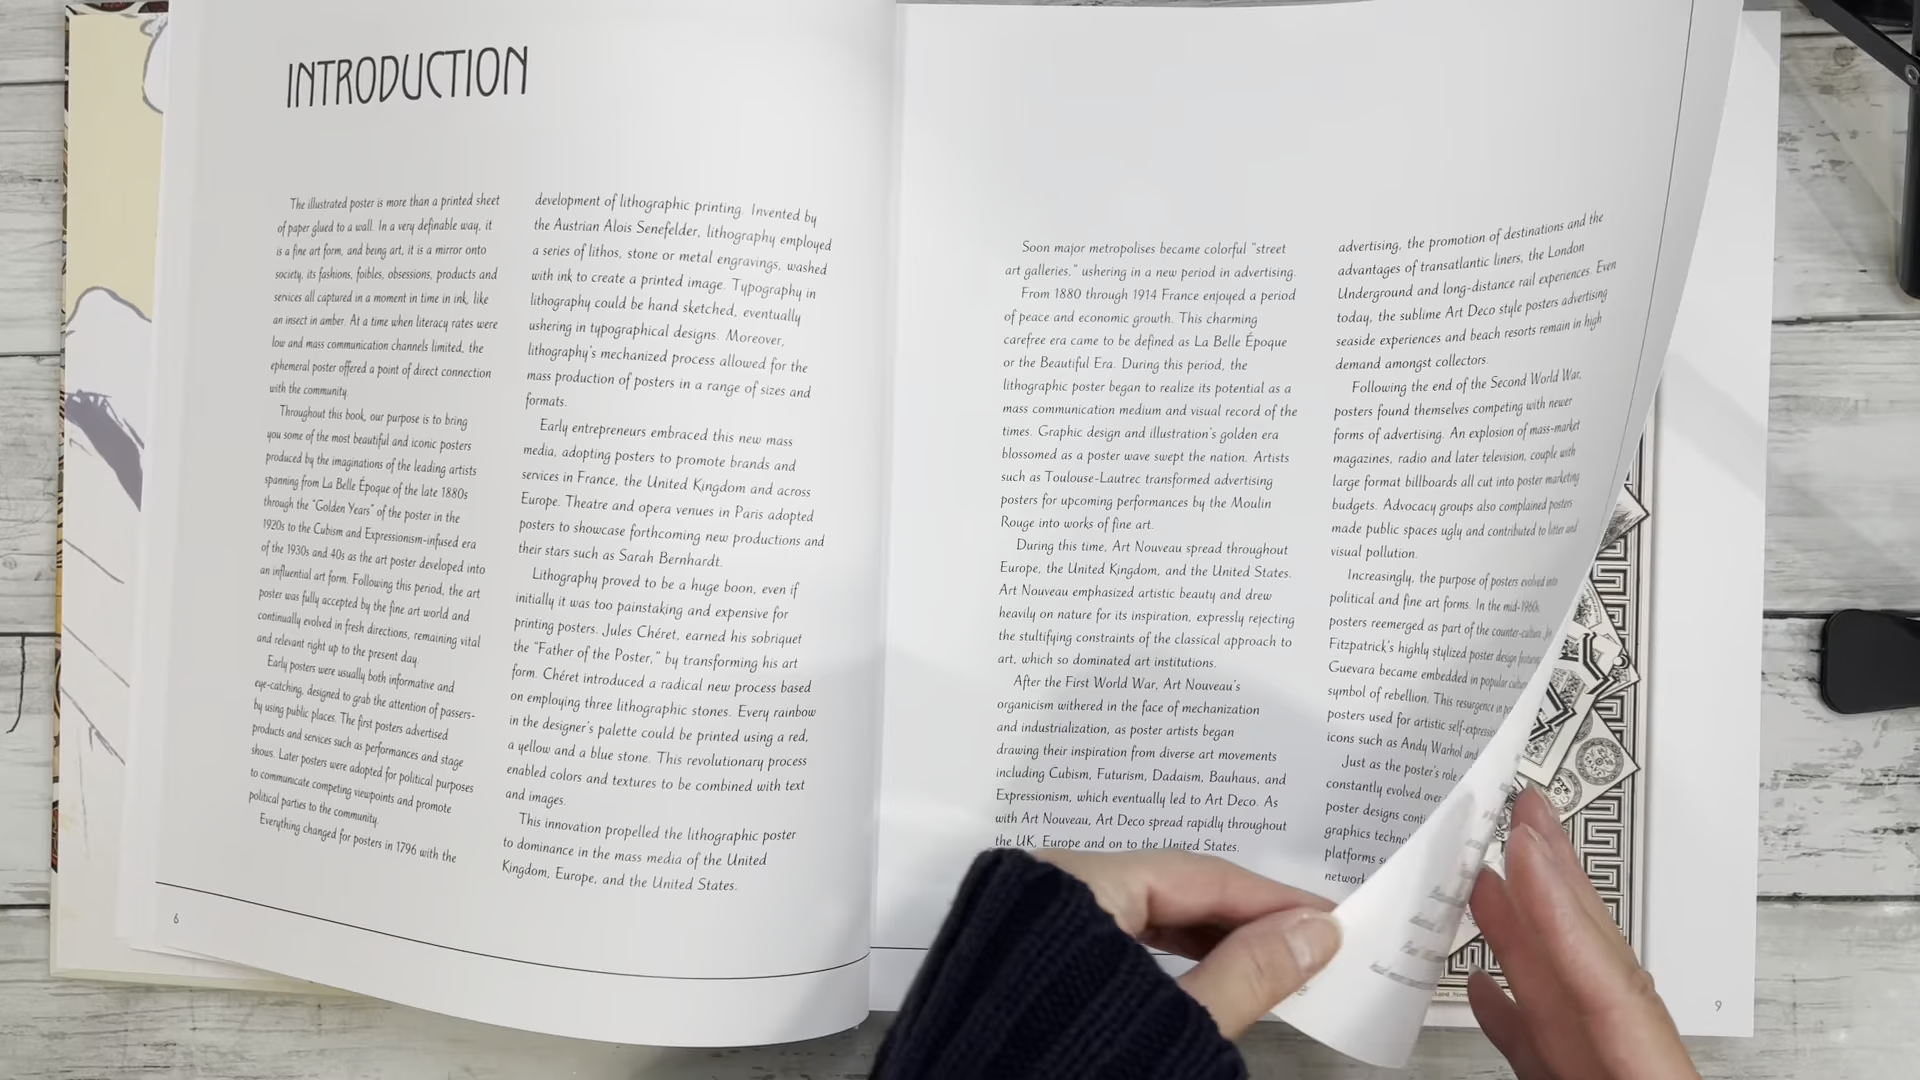 INTRODUCTION
The illustrated poster is more than a printed sheet
of paper glued to a wall. In a very definable way, it
is a fine art form, and being art, it is a mirror onto
society, its fashions, foibles, obsessions, products and
services all captured in a moment in time in ink, like
an insect in amber. At a time when literacy rates were
low and mass communication channels limited, the
ephemeral poster offered a point of direct connection
with the community.
Throughout this book, our purpose is to bring
you some of the most beautiful and iconic posters
produced by the imaginations of the leading artists
spanning from La Belle Époque of the late 1880s
through the "Golden Years" of the poster in the
1920s to the Cubism and Expressionism-infused era
of the 1930s and 40s as the art poster developed into
an influential art form. Following this period, the art
poster was fully accepted by the fine art world and
continually evolved in fresh directions, remaining vital
and relevant right up to the present day.
Early posters were usually both informative and
eye-catching, designed to grab the attention of passers-
by using public places. The first posters advertised
products and services such as performances and stage
shows. Later posters were adopted for political purposes
to communicate competing viewpoints and promote
political parties to the community.
Everything changed for posters in 1796 with the
development of lithographic printing. Invented by
the Austrian Alois Senefelder, lithography employed
a series of lithos, stone or metal engravings, washed
with ink to create a printed image. Typography in
lithography could be hand sketched, eventually
ushering in typographical designs. Moreover,
lithography's mechanized process allowed for the
mass production of posters in a range of sizes and
formats.
Early entrepreneurs embraced this new mass
media, adopting posters to promote brands and
services in France, the United Kingdom and across
Europe. Theatre and opera venues in Paris adopted
posters to showcase forthcoming new productions and
their stars such as Sarah Bernhardt.
Lithography proved to be a huge boon, even if
initially it was too painstaking and expensive for
printing posters. Jules Chéret, earned his sobriquet
the "Father of the Poster," by transforming his art
form. Chéret introduced a radical new process based
on employing three lithographic stones. Every rainbow
in the designer's palette could be printed using a red,
a yellow and a blue stone. This revolutionary process
enabled colors and textures to be combined with text
and images.
This innovation propelled the lithographic poster
to dominance in the mass media of the United
Kingdom, Europe, and the United States.
6
Soon major metropolises became colorful "street
art galleries," ushering in a new period in advertising.
From 1880 through 1914 France enjoyed a period
of peace and economic growth. This charming
carefree era came to be defined as La Belle Époque
or the Beautiful Era. During this period, the
lithographic poster began to realize its potential as a
mass communication medium and visual record of the
times. Graphic design and illustration's golden era
blossomed as a poster wave swept the nation. Artists
such as Toulouse-Lautrec transformed advertising
posters for upcoming performances by the Moulin
Rouge into works of fine art.
During this time, Art Nouveau spread throughout
Europe, the United Kingdom, and the United States.
Art Nouveau emphasized artistic beauty and drew
heavily on nature for its inspiration, expressly rejecting
the stultifying constraints of the classical approach to
art, which so dominated art institutions.
After the First World War, Art Nouveau's
organicism withered in the face of mechanization
and industrialization, as poster artists began
drawing their inspiration from diverse art movements
including Cubism, Futurism, Dadaism, Bauhaus, and
Expressionism, which eventually led to Art Deco. As
with Art Nouveau, Art Deco spread rapidly throughout
the UK, Europe and on to the United States.
advertising, the promotion of destinations and the
advantages of transatlantic liners, the London
Underground and long-distance rail experiences. Even
today, the sublime Art Deco style posters advertising
seaside experiences and beach resorts remain in high
demand amongst collectors.
Following the end of the Second World War,
posters found themselves competing with newer
forms of advertising. An explosion of mass-market
magazines, radio and later television, couple with
large format billboards all cut into poster marketing
budgets. Advocacy groups also complained posters
made public spaces ugly and contributed to litter and
visual pollution.
Increasingly, the purpose of posters evolved into
political and fine art forms. In the mid-1960s,
posters reemerged as part of the counter-culture.
Fitzpatrick's highly stylized poster design
Guevara became embedded in popular
symbol of rebellion. This resurgence in
posters used for artistic self-expression
icons such as Andy Warhol and
Just as the poster's role
constantly evolved over
poster designs
graphics
platforms
network
9